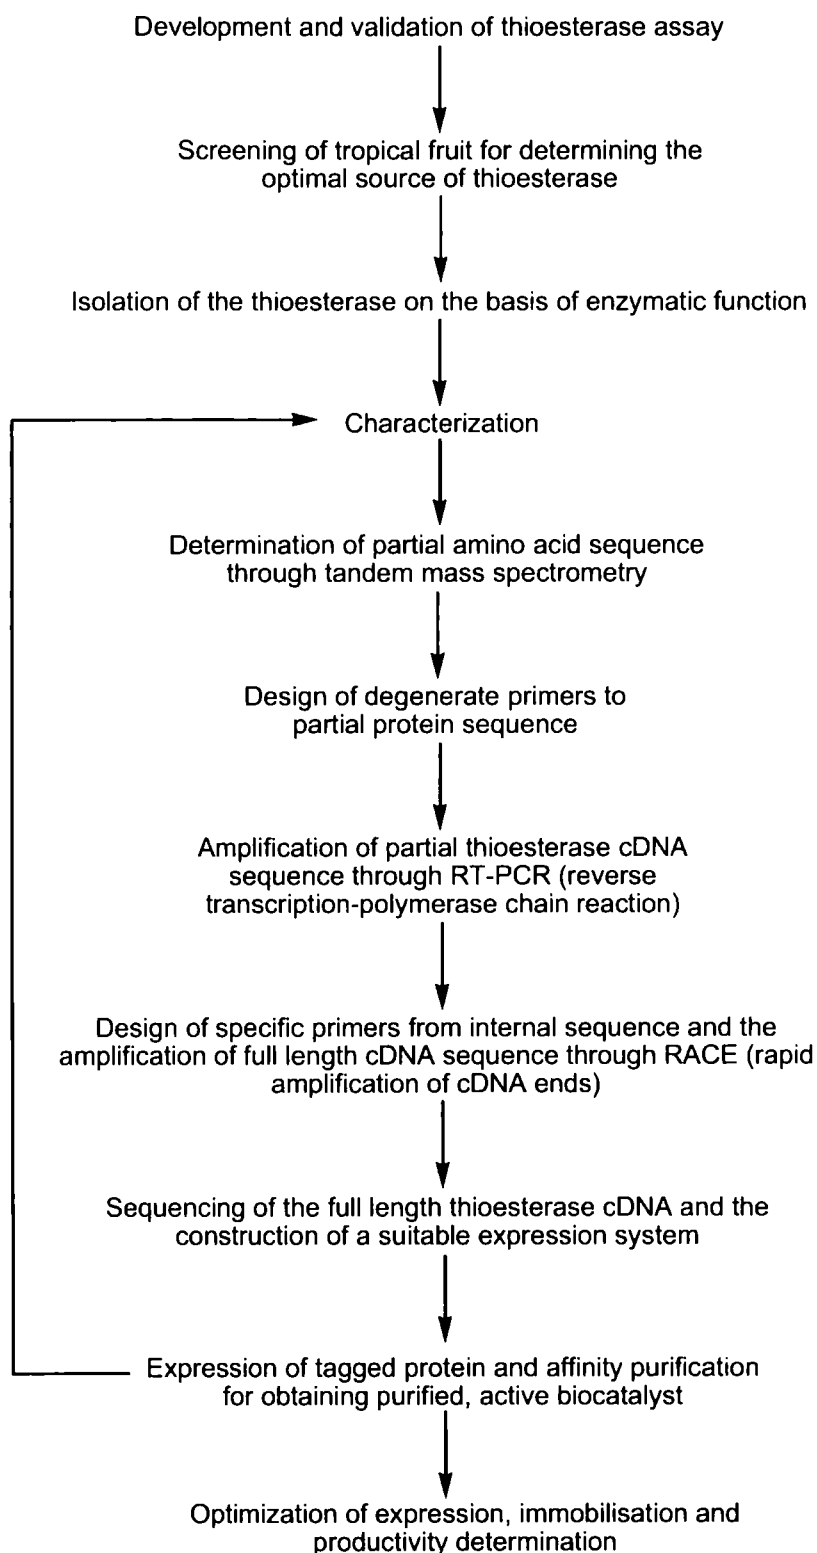 Development and validation of thioesterase assay
Screening of tropical fruit for determining the
optimal source of thioesterase
Isolation of the thioesterase on the basis of enzymatic function
Characterization
Determination of partial amino acid sequence
through tandem mass spectrometry
Design of degenerate primers to
partial protein sequence
Amplification of partial thioesterase cDNA
sequence through RT-PCR (reverse
transcription-polymerase chain reaction)
Design of specific primers from internal sequence and the
amplification of full length cDNA sequence through RACE (rapid
amplification of cDNA ends)
Sequencing of the full length thioesterase cDNA and the
construction of a suitable expression system
Expression of tagged protein and affinity purification
for obtaining purified, active biocatalyst
Optimization of expression, immobilisation and
productivity determination